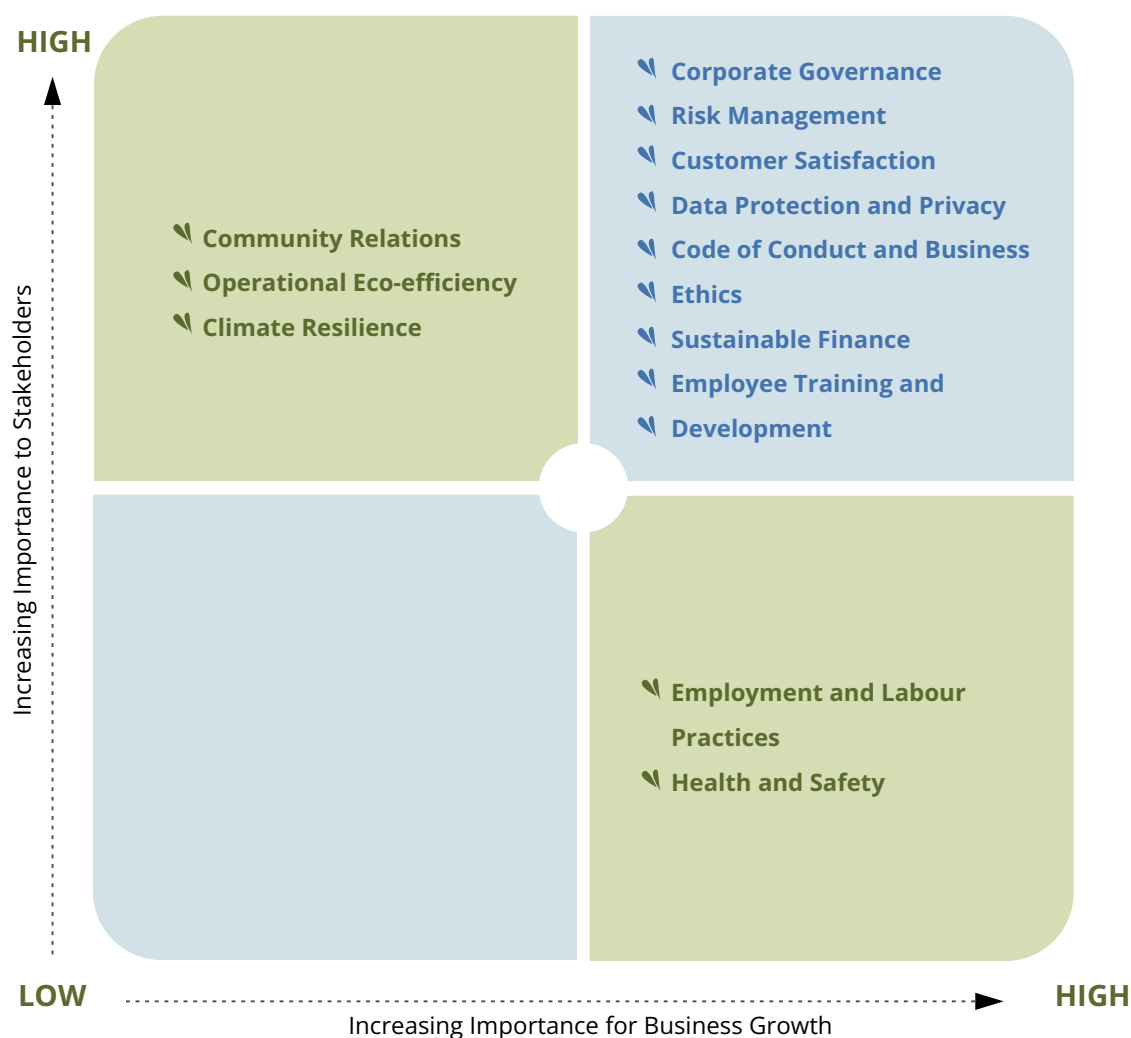 HIGH
Increasing Importance to Stakeholders
Community Relations
Operational Eco-efficiency
Climate Resilience
Corporate Governance
Risk Management
Customer Satisfaction
Data Protection and Privacy
Code of Conduct and Business
Ethics
Sustainable Finance
Employee Training and
Development
Employment and Labour
Practices
Health and Safety
LOW
HIGH
Increasing Importance for Business Growth